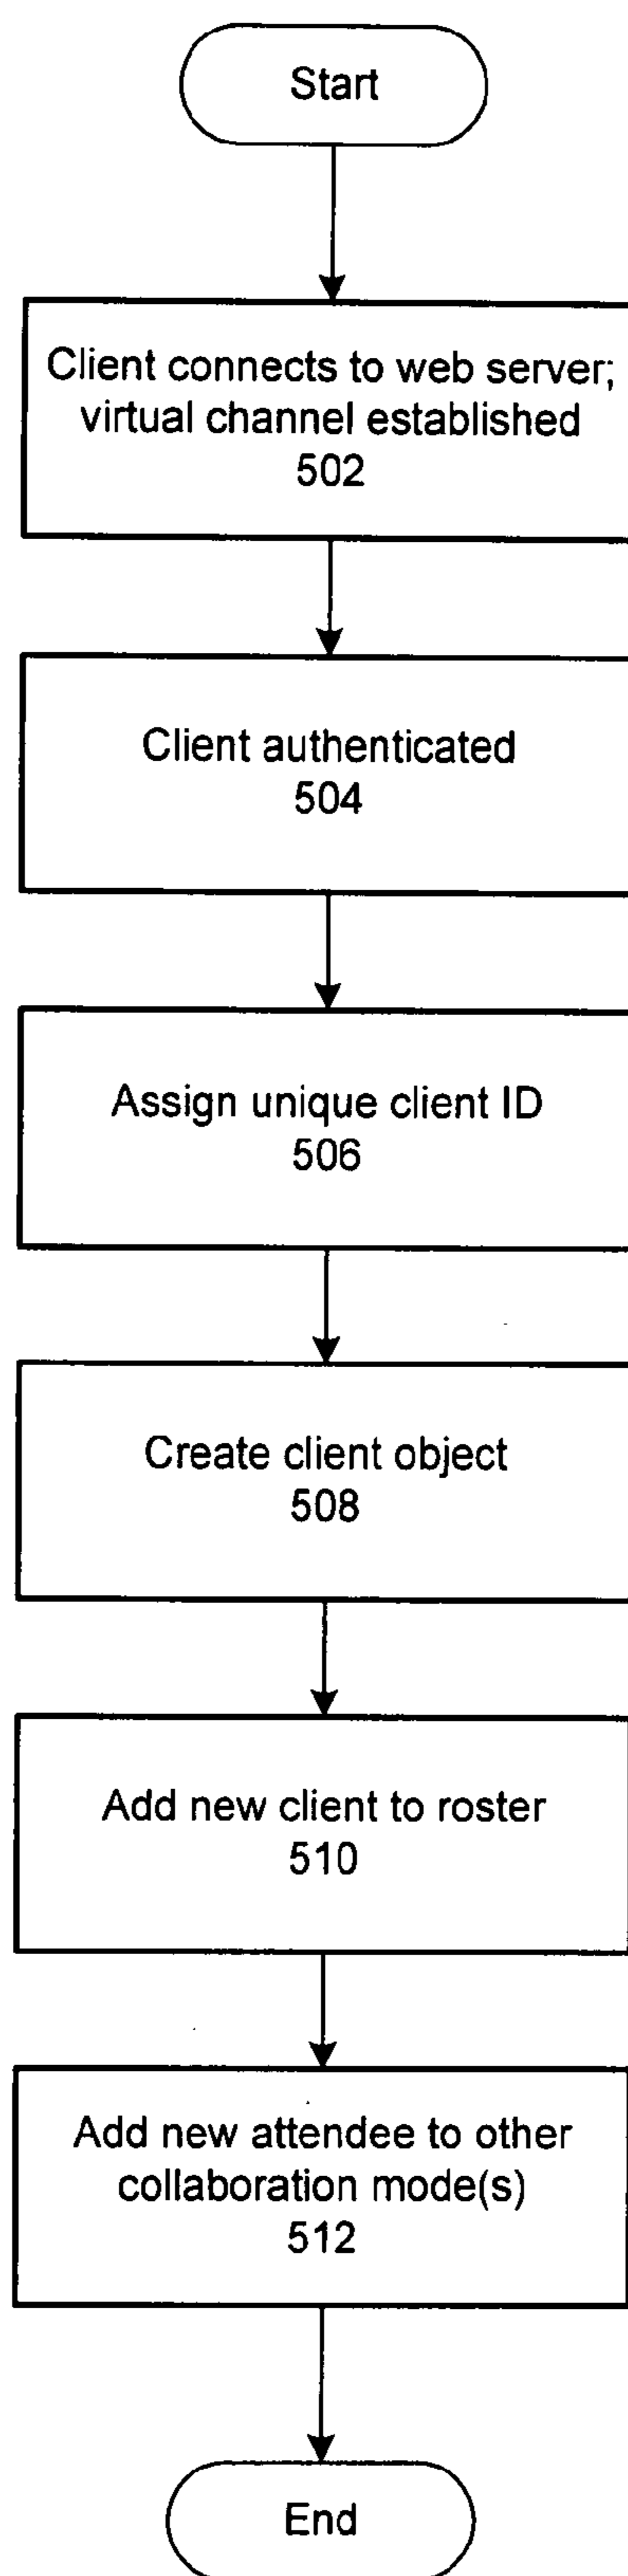 Start
Client connects to web server;
virtual channel established
502
Client authenticated
504
Assign unique client ID
506
Create client object
508
Add new client to roster
510
Add new attendee to other
collaboration mode(s)
512
End